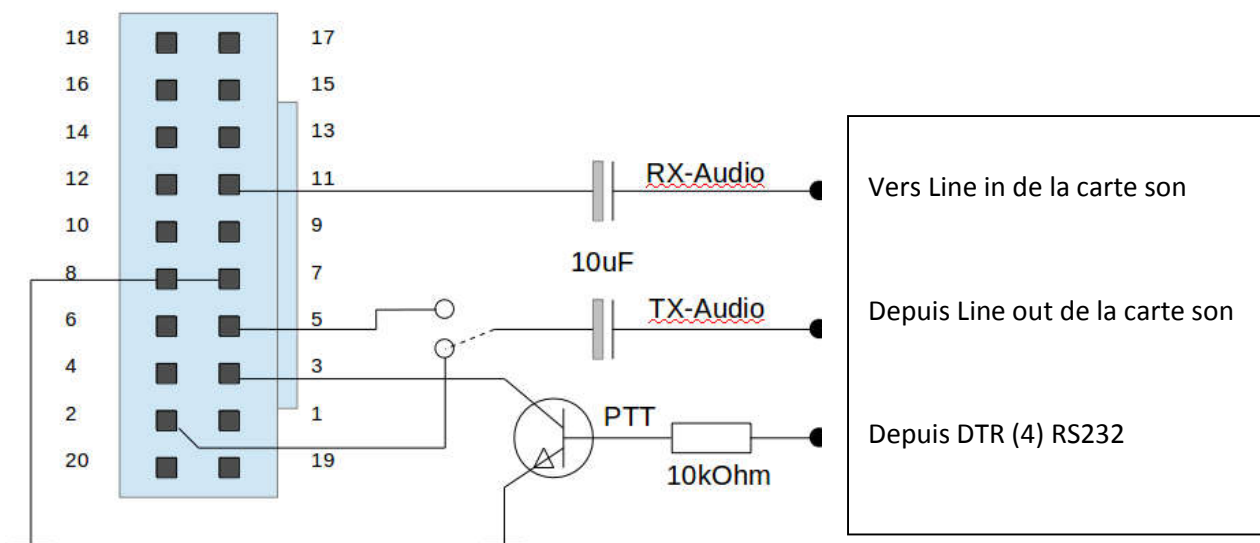 18 17
16 15
14 13
12 11
10 9
8 7
6 5
4 3
2 1
20 19
RX-Audio
10uF
TX-Audio
PTT
10kOhm
Vers Line in de la carte son
Depuis Line out de la carte son
Depuis DTR (4) RS232